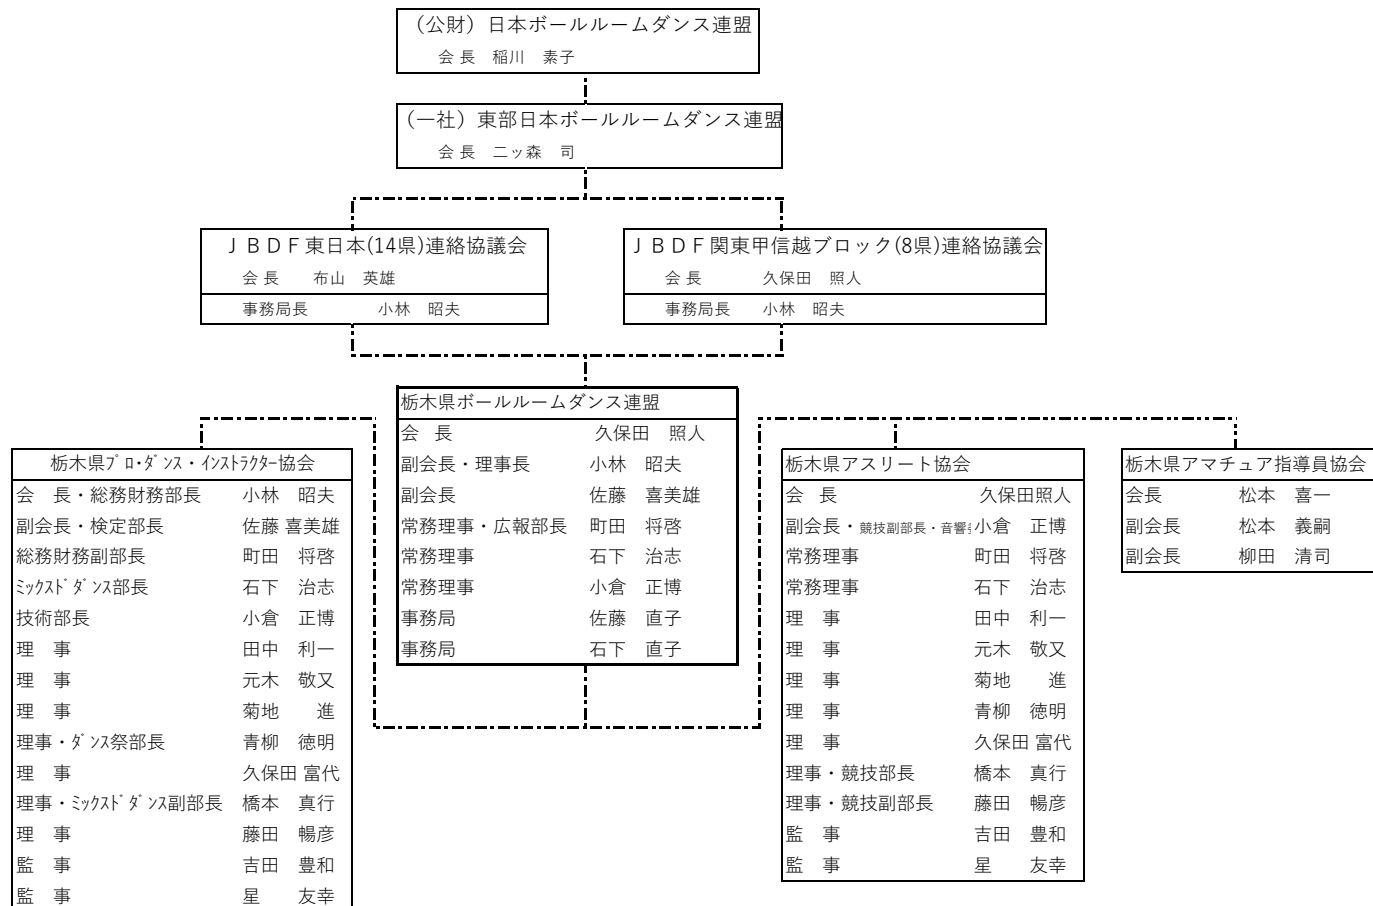 （公財）日本ボールルームダンス連盟
会 長　稲川　素子
（一社）東部日本ボールルームダンス連盟
会 長　二ッ森　司
ＪＢＤＦ東日本(14県)連絡協議会
会 長　布山　英雄
事務局長　小林　昭夫
ＪＢＤＦ関東甲信越ブロック(8県)連絡協議会
会 長　久保田　照人
事務局長　小林　昭夫
栃木県ボールルームダンス連盟
会　長　久保田　照人
副会長・理事長　小林　昭夫
副会長　佐藤　喜美雄
常務理事・広報部長　町田　将啓
常務理事　石下　治志
常務理事　小倉　正博
事務局　佐藤　直子
事務局　石下　直子
栃木県ﾌﾟﾛ･ﾀﾞﾝｽ・ｲﾝｽﾄﾗｸﾀｰ協会
会　長・総務財務部長　小林　昭夫
副会長・検定部長　佐藤 喜美雄
総務財務副部長　町田　将啓
ﾐｯｸｽﾄﾞﾀﾞﾝｽ部長　石下　治志
技術部長　小倉　正博
理　事　田中　利一
理　事　元木　敬又
理　事　菊地　　進
理事・ﾀﾞﾝｽ祭部長　青柳　徳明
理　事　久保田 富代
理事・ﾐｯｸｽﾄﾞﾀﾞﾝｽ副部長　橋本　真行
理　事　藤田　暢彦
監　事　吉田　豊和
監　事　星　　友幸
栃木県アスリート協会
会　長　久保田照人
副会長・競技副部長・音響　小倉　正博
常務理事　町田　将啓
常務理事　石下　治志
理　事　田中　利一
理　事　元木　敬又
理　事　菊地　　進
理　事　青柳　徳明
理　事　久保田 富代
理事・競技部長　橋本　真行
理事・競技副部長　藤田　暢彦
監　事　吉田　豊和
監　事　星　　友幸
栃木県アマチュア指導員協会
会長　松本　喜一
副会長　松本　義嗣
副会長　柳田　清司